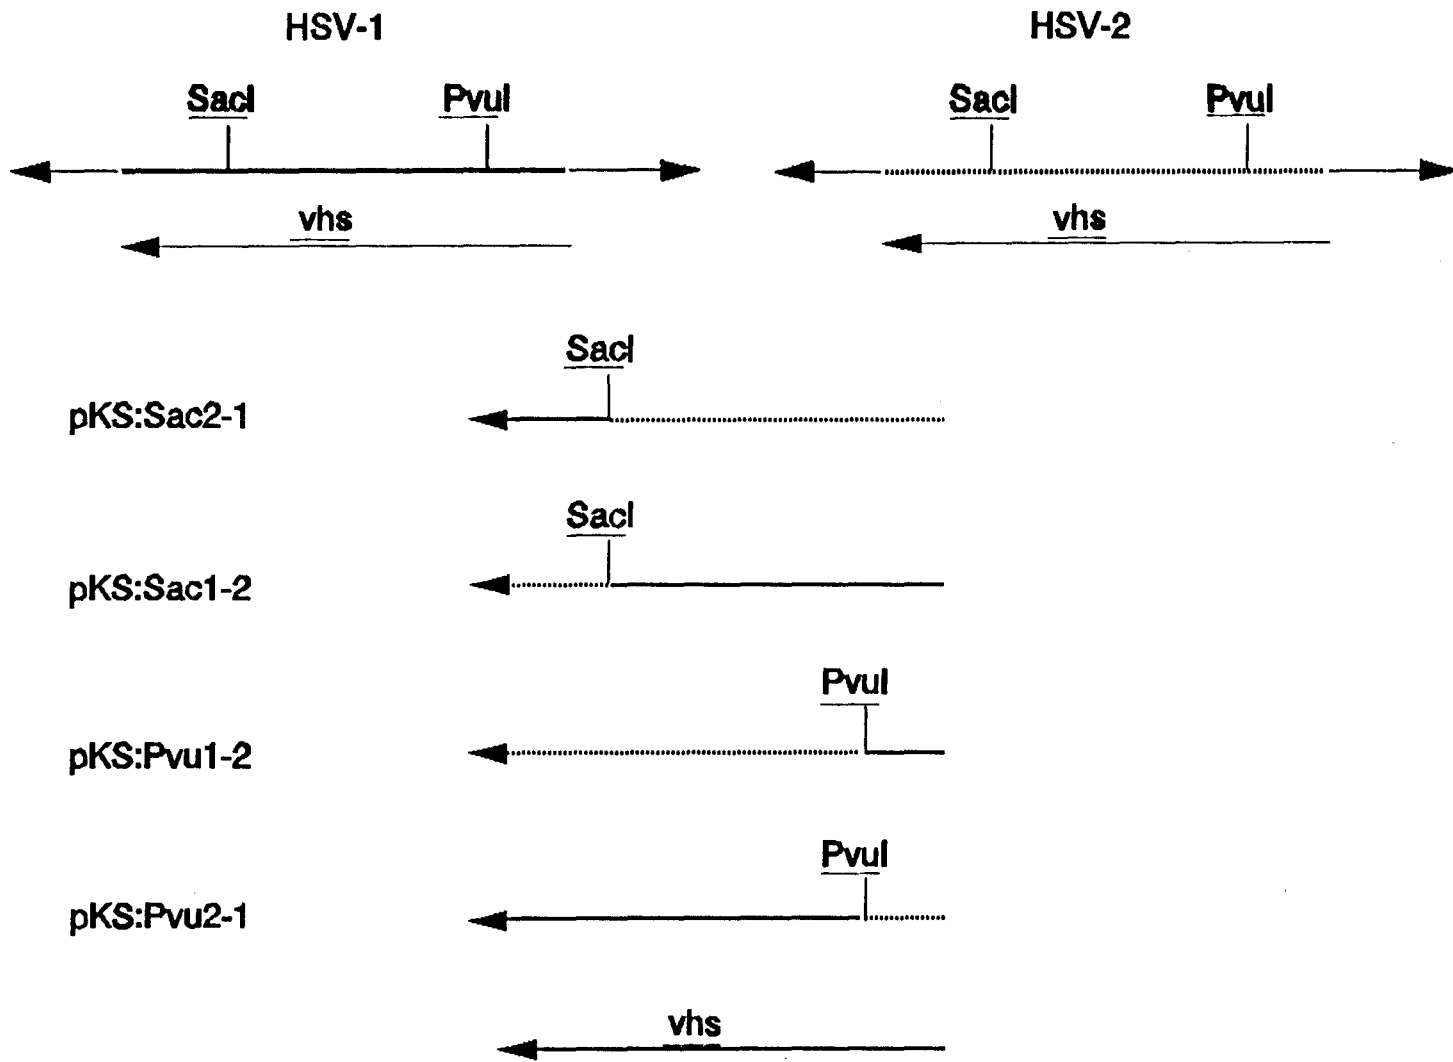 HSV-1 HSV-2
SacI PvuI SacI PvuI
vhs vhs
SacI
pKS:Sac2-1
SacI
pKS:Sac1-2
PvuI
pKS:Pvu1-2
PvuI
pKS:Pvu2-1
vhs